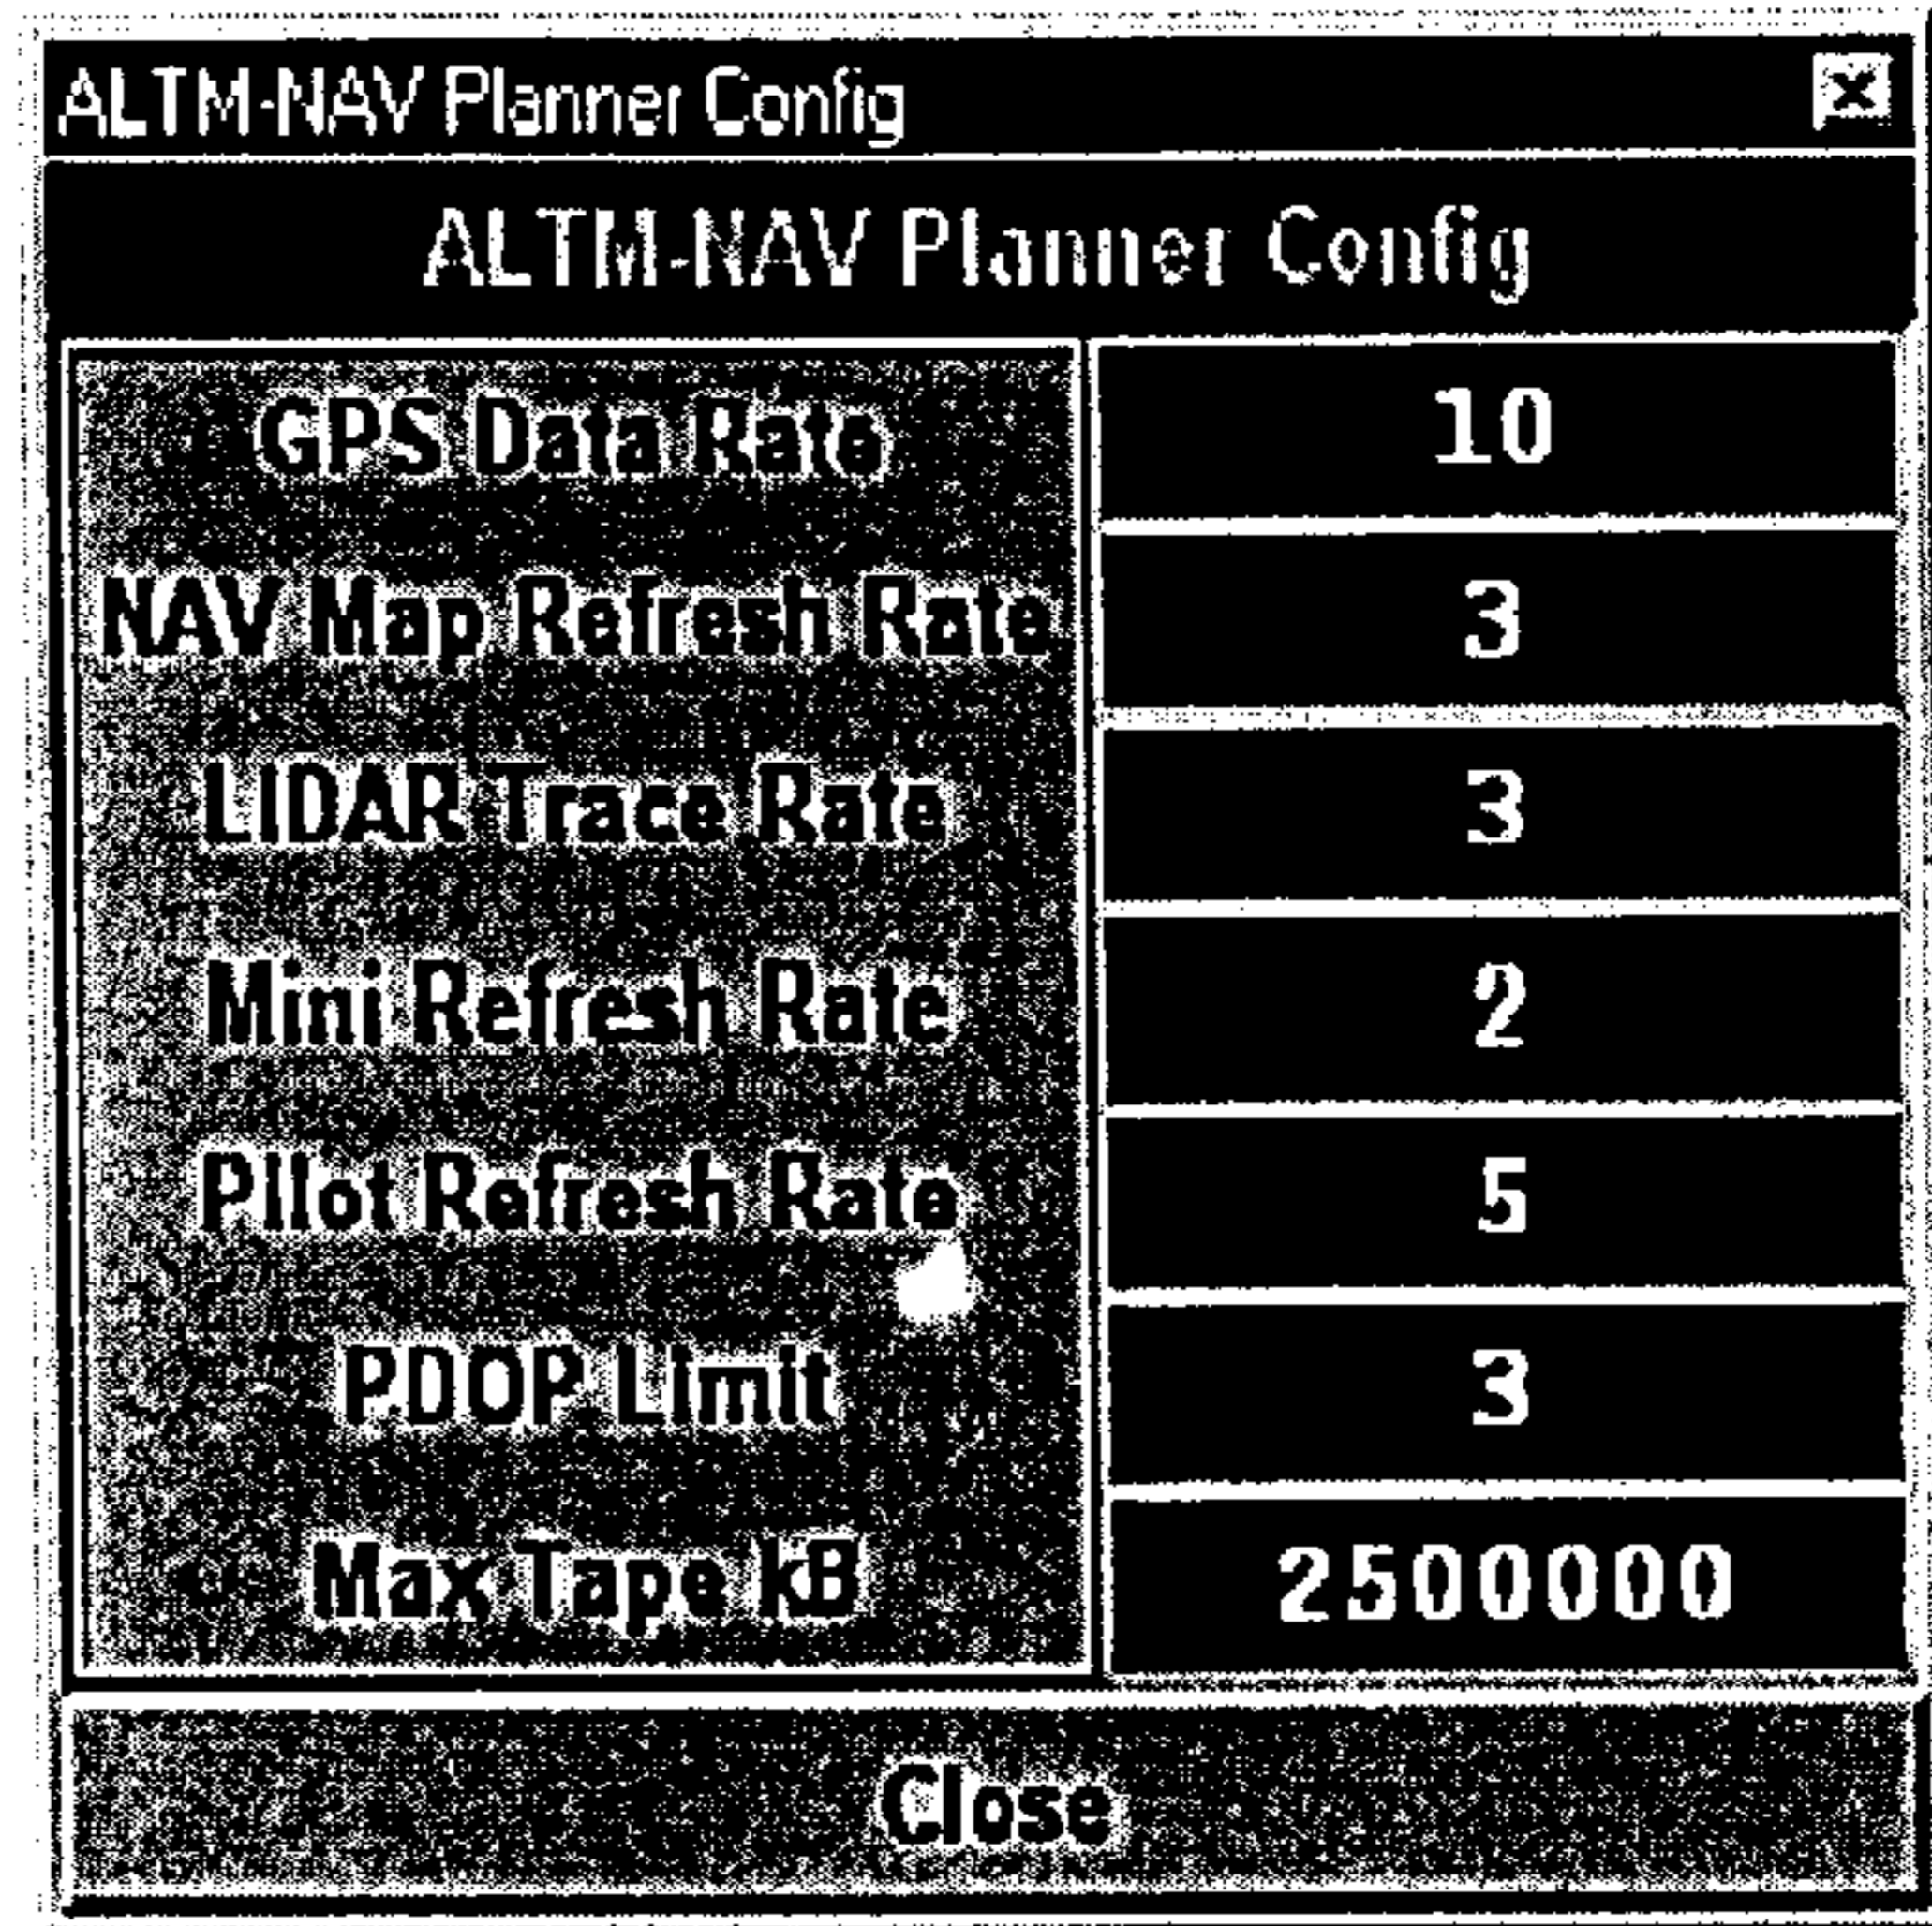 ALTM-NAV Planner Config
ALTM-NAV Planner Config
GPS Data Rate 10
NAV Map Refresh Rate 3
LIDAR Trace Rate 3
Mini Refresh Rate 2
Pilot Refresh Rate 5
PDOP Limit 3
Max Tape kB 2500000
Close